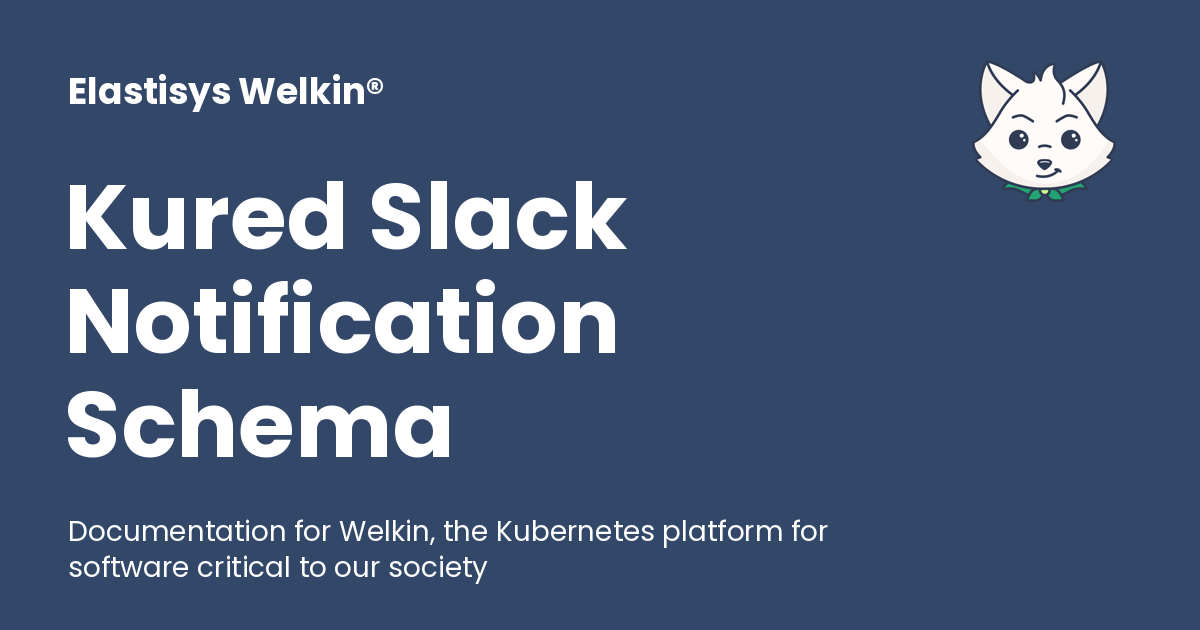 Elastisys Welkin®
Kured Slack
Notification
Schema
Documentation for Welkin, the Kubernetes platform for
software critical to our society